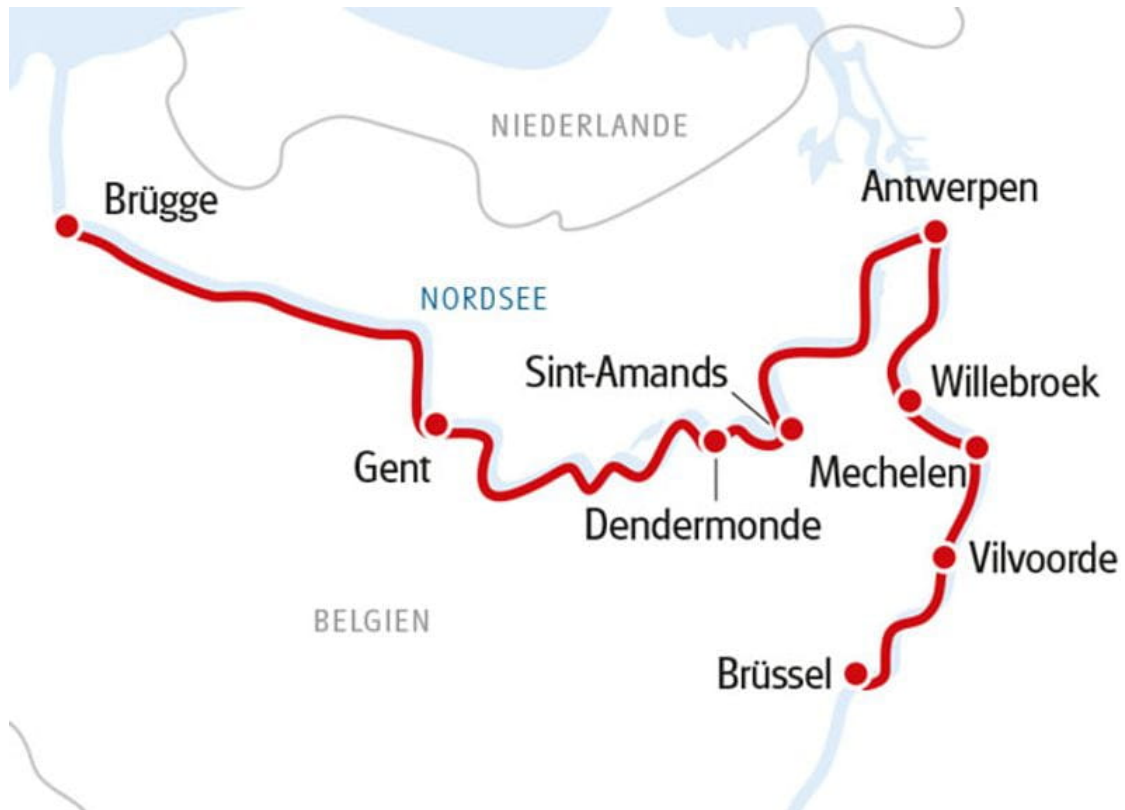 NIEDERLANDE
Antwerpen
Brügge
NORDSEE
Sint-Amands
Willebroek
Gent
Mechelen
Dendermonde
Vilvoorde
BELGIEN
Brüssel